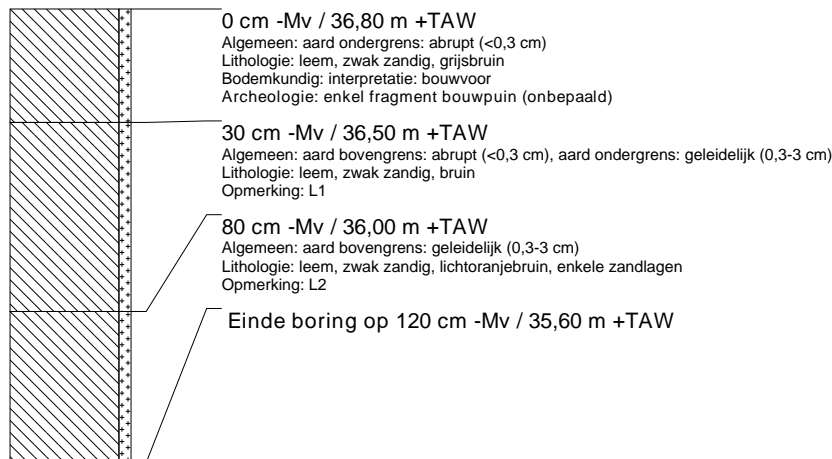 0 cm -Mv / 36,80 m +TAW
Algemeen: aard ondergrens: abrupt (<0,3 cm)
Lithologie: leem, zwak zandig, grijsbruin
Bodemkundig: interpretatie: bouwvoor
Archeologie: enkel fragment bouwpuin (onbepaald)
30 cm -Mv / 36,50 m +TAW
Algemeen: aard bovengrens: abrupt (<0,3 cm), aard ondergrens: geleidelijk (0,3-3 cm)
Lithologie: leem, zwak zandig, bruin
Opmerking: L1
80 cm -Mv / 36,00 m +TAW
Algemeen: aard bovengrens: geleidelijk (0,3-3 cm)
Lithologie: leem, zwak zandig, lichtoranjebruin, enkele zandlagen
Opmerking: L2
Einde boring op 120 cm -Mv / 35,60 m +TAW